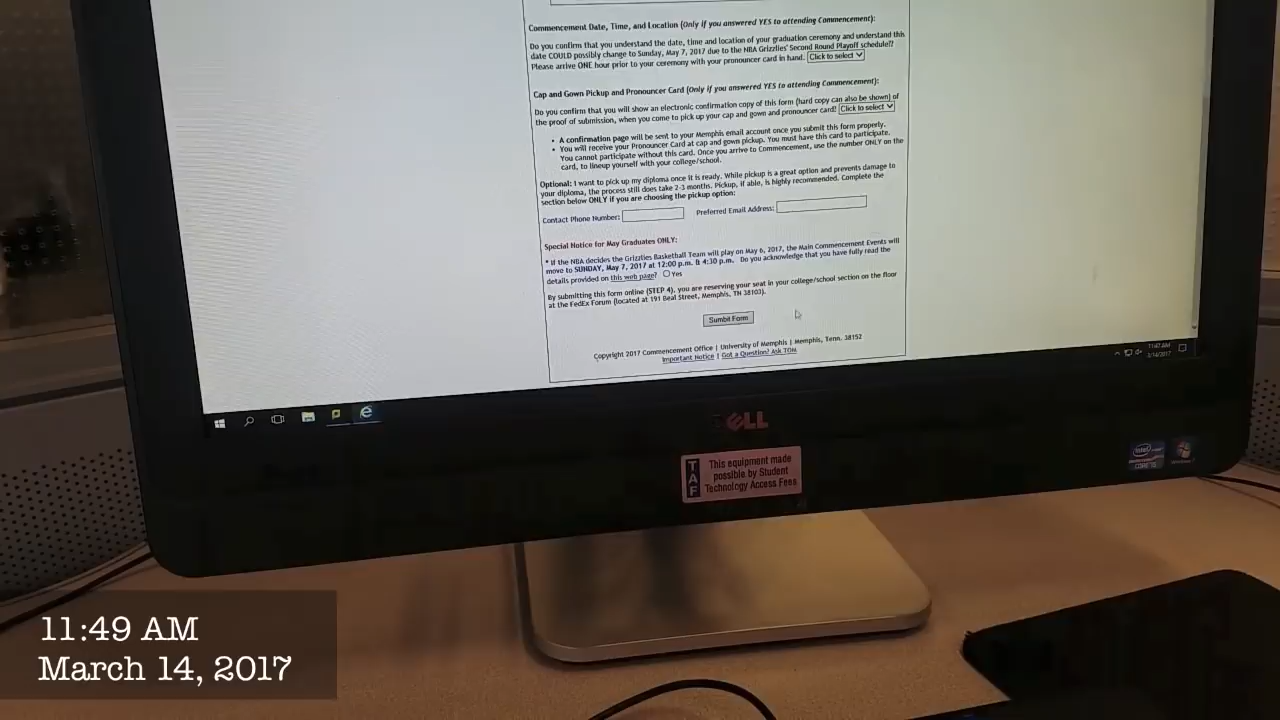 Commencement Date, Time, and Location (Only if you answered YES to attending Commencement):
Do you confirm that you understand the date, time and location of your graduation ceremony and understand this
date COULD possibly change to Sunday, May 7, 2017 due to the NBA Grizzlies' Second Round Playoff schedule??
Please arrive ONE hour prior to your ceremony with your pronouncer card in hand. Click to select
Cap and Gown Pickup and Pronouncer Card (Only if you answered YES to attending Commencement):
Do you confirm that you will show an electronic confirmation copy of this form (hard copy can also be shown) of
the proof of submission, when you come to pick up your cap and gown and pronouncer card! Click to select
• A confirmation page will be sent to your Memphis email account once you submit this form properly.
• You will receive your Pronouncer Card at cap and gown pickup. You must have this card to participate.
You cannot participate without this card. Once you arrive to Commencement, use the number ONLY on the
card, to lineup yourself with your college/school.
Optional: I want to pick up my diploma once it is ready. While pickup is a great option and prevents damage to
your diploma, the process still does take 2-3 months. Pickup, if able, is highly recommended. Complete the
section below ONLY if you are choosing the pickup option:
Contact Phone Number: Preferred Email Address:
Special Notice for May Graduates ONLY:
* If the NBA decides the Grizzlies Basketball Team will play on May 6, 2017, the Main Commencement Events will
move to SUNDAY, May 7, 2017 at 12:00 p.m. & 4:30 p.m. Do you acknowledge that you have fully read the
details provided on this web page? Yes
By submitting this form online (STEP 4), you are reserving your seat in your college/school section on the floor
at the FedEx Forum (located at 191 Beal Street, Memphis, TN 38103).
Sumbit Form
Copyright 2017 Commencement Office | University of Memphis | Memphis, Tenn. 38152
Important Notice | Got a Question? Ask TOM.
11:47 AM
3/14/2017
DELL
TAF
This equipment made
possible by Student
Technology Access Fees
intel
CORE i5
11:49 AM
March 14, 2017